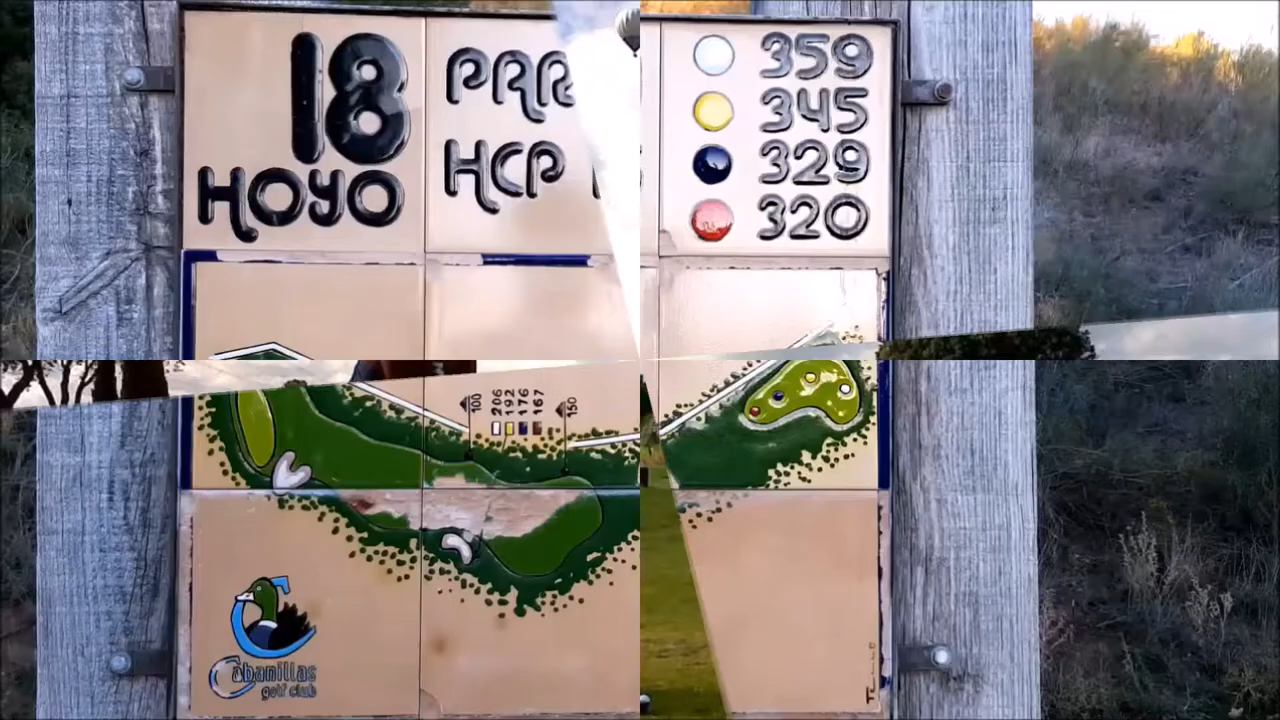 18
HOYO
PAR
HCP
359
345
329
320
100
206
192
176
167
150
Cabanillas
golf club